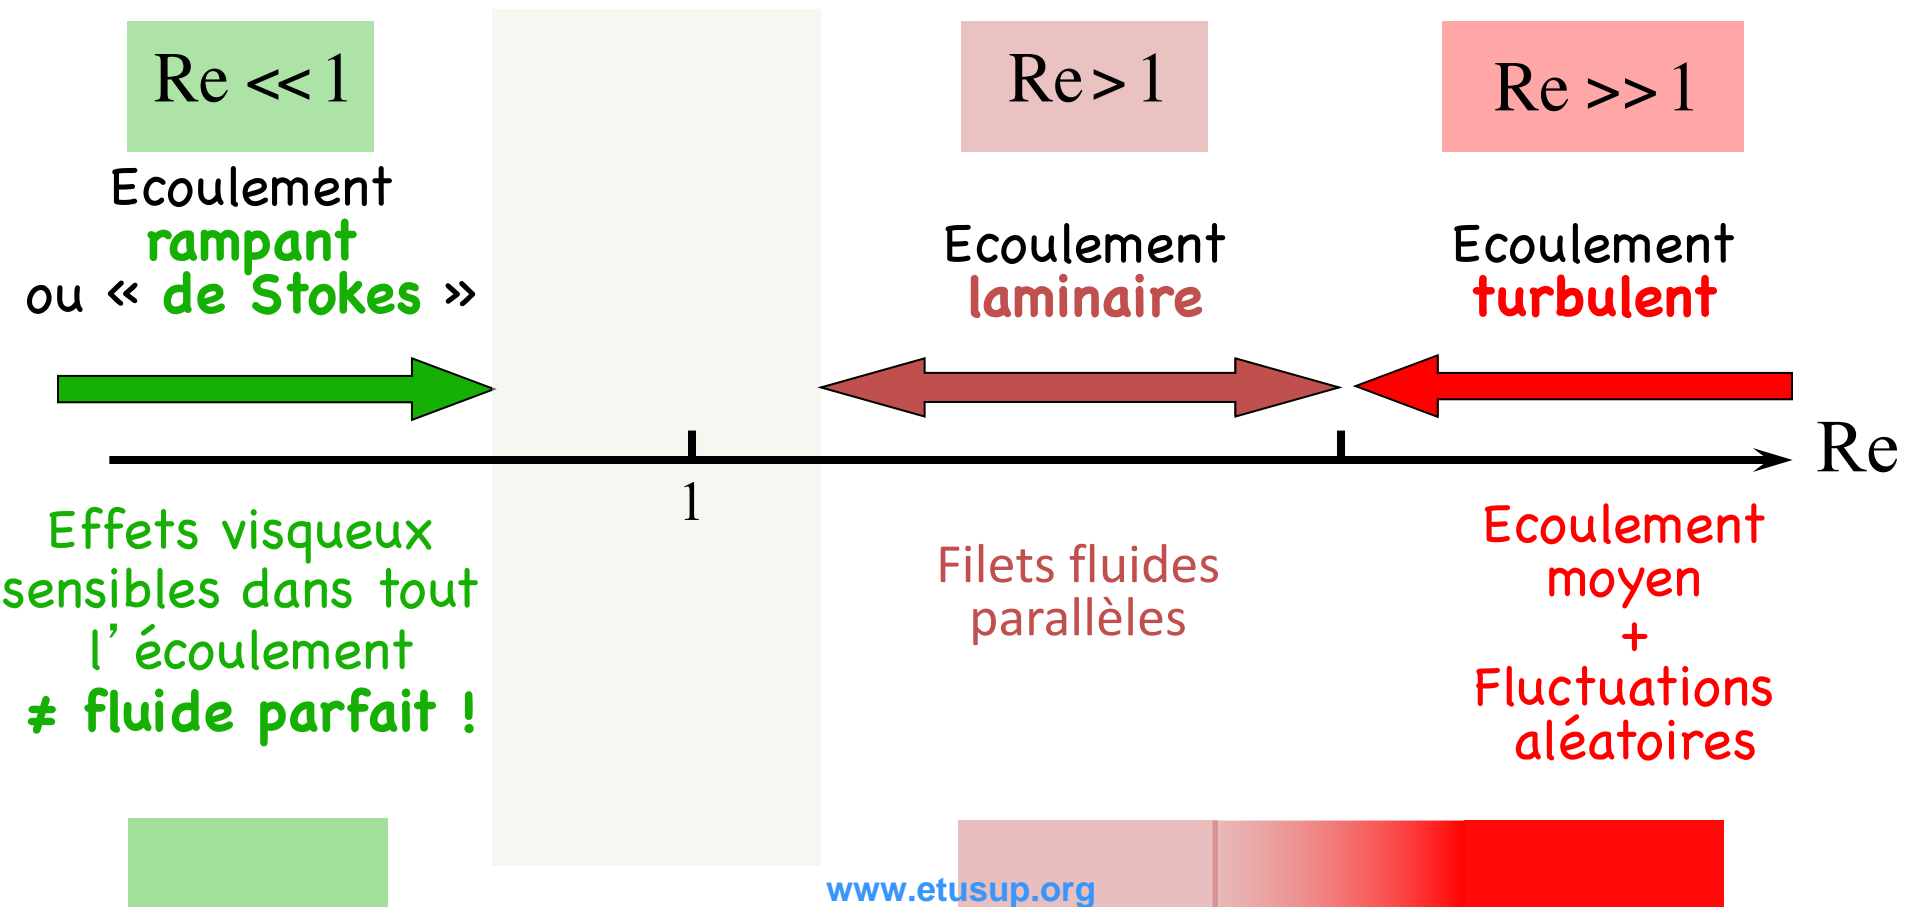 Re << 1
Ecoulement
rampant
ou « de Stokes »
Re > 1
Ecoulement
laminaire
Re >> 1
Ecoulement
turbulent
Re
1
Effets visqueux
sensibles dans tout
l’écoulement
≠ fluide parfait !
Filets fluides
parallèles
Ecoulement
moyen
+
Fluctuations
aléatoires
www.etusup.org